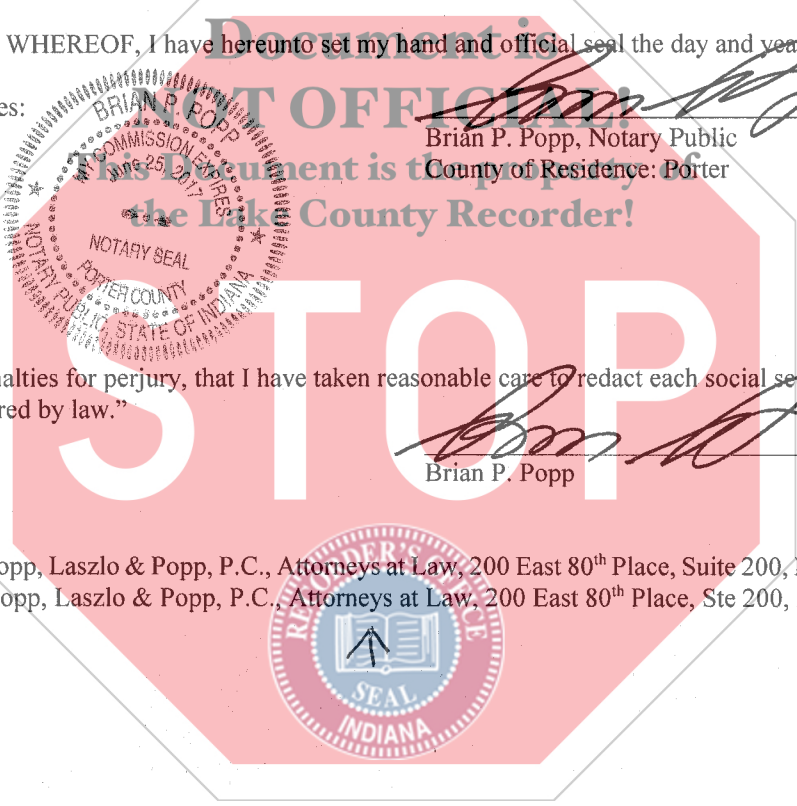 Document is
WHEREOF, I have hereunto set my hand and official seal the day and yea
es:
NOT OFFICIAL!
BRIAN P. POPP
MY COMMISSION EXPIRES
25, 2017
NOTARY SEAL
PORTER COUNTY
NOTARY PUBLIC, STATE OF INDIANA
Brian P. Popp, Notary Public
This Document is the property of
County of Residence: Porter
the Lake County Recorder!
STOP
nalties for perjury, that I have taken reasonable care to redact each social se
red by law.”
Brian P. Popp
opp, Laszlo & Popp, P.C., Attorneys at Law, 200 East 80th Place, Suite 200,
opp, Laszlo & Popp, P.C., Attorneys at Law, 200 East 80th Place, Ste 200,
RECORDER'S OFFICE
SEAL
INDIANA